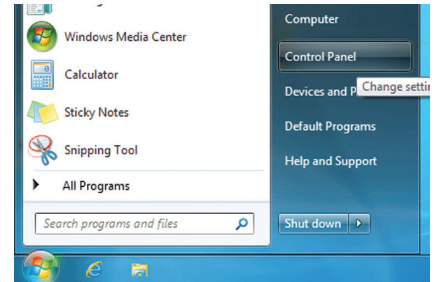 Windows Media Center
Calculator
Sticky Notes
Snipping Tool
All Programs
Search programs and files
Computer
Control Panel
Devices and P
Change settin
Default Programs
Help and Support
Shut down